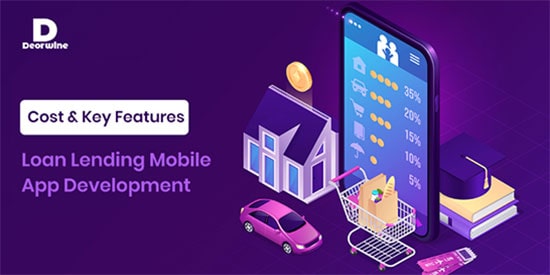 D
Deorwine
Cost & Key Features
Loan Lending Mobile
App Development
35%
20%
15%
10%
5%